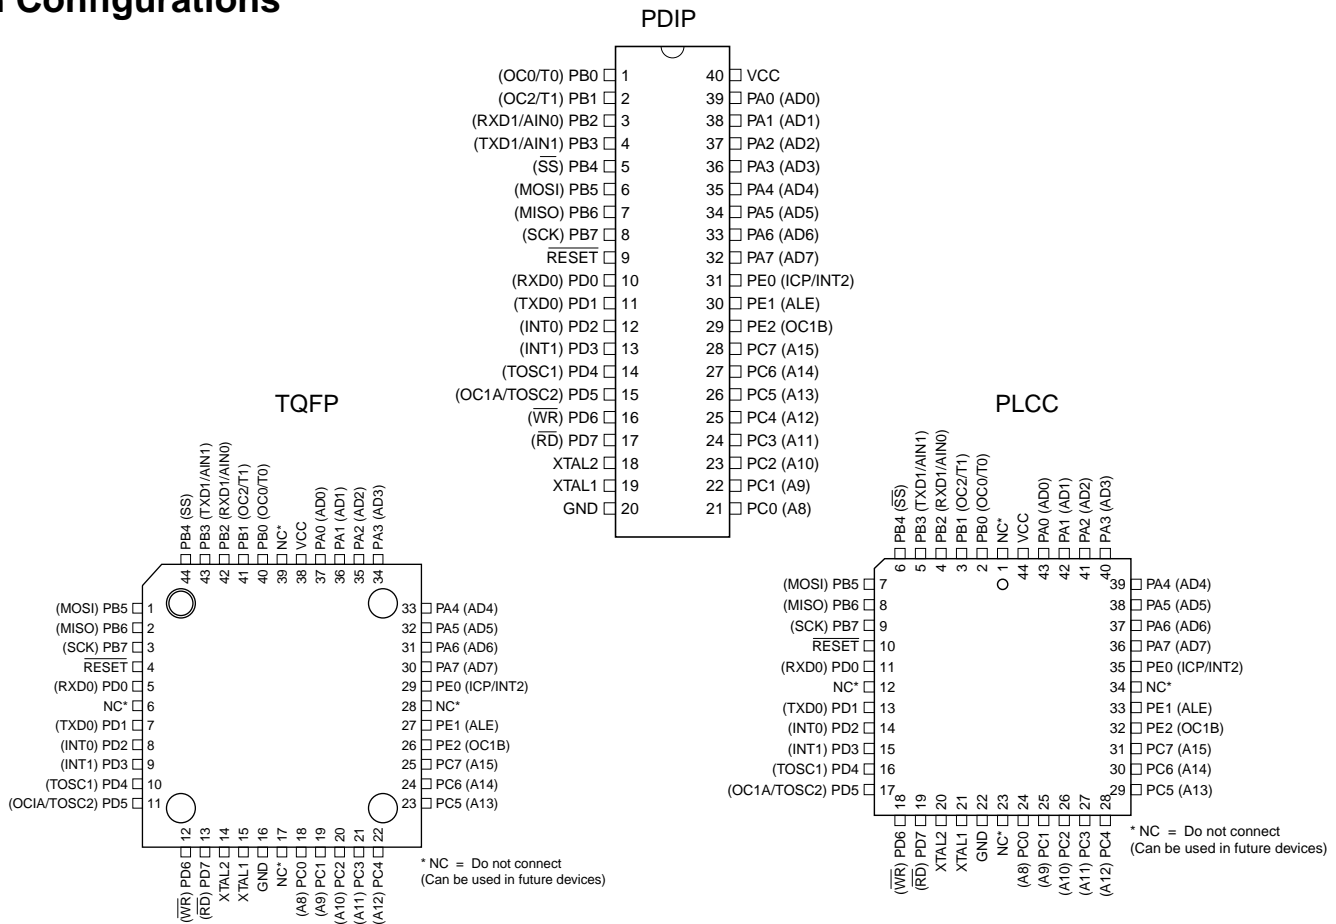 Configurations
PDIP
(OC0/T0) PB0 1 40 VCC
(OC2/T1) PB1 2 39 PA0 (AD0)
(RXD1/AIN0) PB2 3 38 PA1 (AD1)
(TXD1/AIN1) PB3 4 37 PA2 (AD2)
(S̅S̅) PB4 5 36 PA3 (AD3)
(MOSI) PB5 6 35 PA4 (AD4)
(MISO) PB6 7 34 PA5 (AD5)
(SCK) PB7 8 33 PA6 (AD6)
R̅E̅S̅E̅T̅ 9 32 PA7 (AD7)
(RXD0) PD0 10 31 PE0 (ICP/INT2)
(TXD0) PD1 11 30 PE1 (ALE)
(INT0) PD2 12 29 PE2 (OC1B)
(INT1) PD3 13 28 PC7 (A15)
(TOSC1) PD4 14 27 PC6 (A14)
(OC1A/TOSC2) PD5 15 26 PC5 (A13)
(W̅R̅) PD6 16 25 PC4 (A12)
(R̅D̅) PD7 17 24 PC3 (A11)
XTAL2 18 23 PC2 (A10)
XTAL1 19 22 PC1 (A9)
GND 20 21 PC0 (A8)
TQFP
PB4 (SS) 44
PB3 (TXD1/AIN1) 43
PB2 (RXD1/AIN0) 42
PB1 (OC2/T1) 41
PB0 (OC0/T0) 40
NC* 39
VCC 38
PA0 (AD0) 37
PA1 (AD1) 36
PA2 (AD2) 35
PA3 (AD3) 34
(MOSI) PB5 1 33 PA4 (AD4)
(MISO) PB6 2 32 PA5 (AD5)
(SCK) PB7 3 31 PA6 (AD6)
R̅E̅S̅E̅T̅ 4 30 PA7 (AD7)
(RXD0) PD0 5 29 PE0 (ICP/INT2)
NC* 6 28 NC*
(TXD0) PD1 7 27 PE1 (ALE)
(INT0) PD2 8 26 PE2 (OC1B)
(INT1) PD3 9 25 PC7 (A15)
(TOSC1) PD4 10 24 PC6 (A14)
(OCIA/TOSC2) PD5 11 23 PC5 (A13)
12 (W̅R̅) PD6
13 (R̅D̅) PD7
14 XTAL2
15 XTAL1
16 GND
17 NC*
18 (A8) PC0
19 (A9) PC1
20 (A10) PC2
21 (A11) PC3
22 (A12) PC4
* NC = Do not connect
(Can be used in future devices)
PLCC
PB4 (S̅S̅) 6
PB3 (TXD1/AIN1) 5
PB2 (RXD1/AIN0) 4
PB1 (OC2/T1) 3
PB0 (OC0/T0) 2
NC* 1
VCC 44
PA0 (AD0) 43
PA1 (AD1) 42
PA2 (AD2) 41
PA3 (AD3) 40
(MOSI) PB5 7 39 PA4 (AD4)
(MISO) PB6 8 38 PA5 (AD5)
(SCK) PB7 9 37 PA6 (AD6)
R̅E̅S̅E̅T̅ 10 36 PA7 (AD7)
(RXD0) PD0 11 35 PE0 (ICP/INT2)
NC* 12 34 NC*
(TXD0) PD1 13 33 PE1 (ALE)
(INT0) PD2 14 32 PE2 (OC1B)
(INT1) PD3 15 31 PC7 (A15)
(TOSC1) PD4 16 30 PC6 (A14)
(OC1A/TOSC2) PD5 17 29 PC5 (A13)
18 (W̅R̅) PD6
19 (R̅D̅) PD7
20 XTAL2
21 XTAL1
22 GND
23 NC*
24 (A8) PC0
25 (A9) PC1
26 (A10) PC2
27 (A11) PC3
28 (A12) PC4
* NC = Do not connect
(Can be used in future devices)